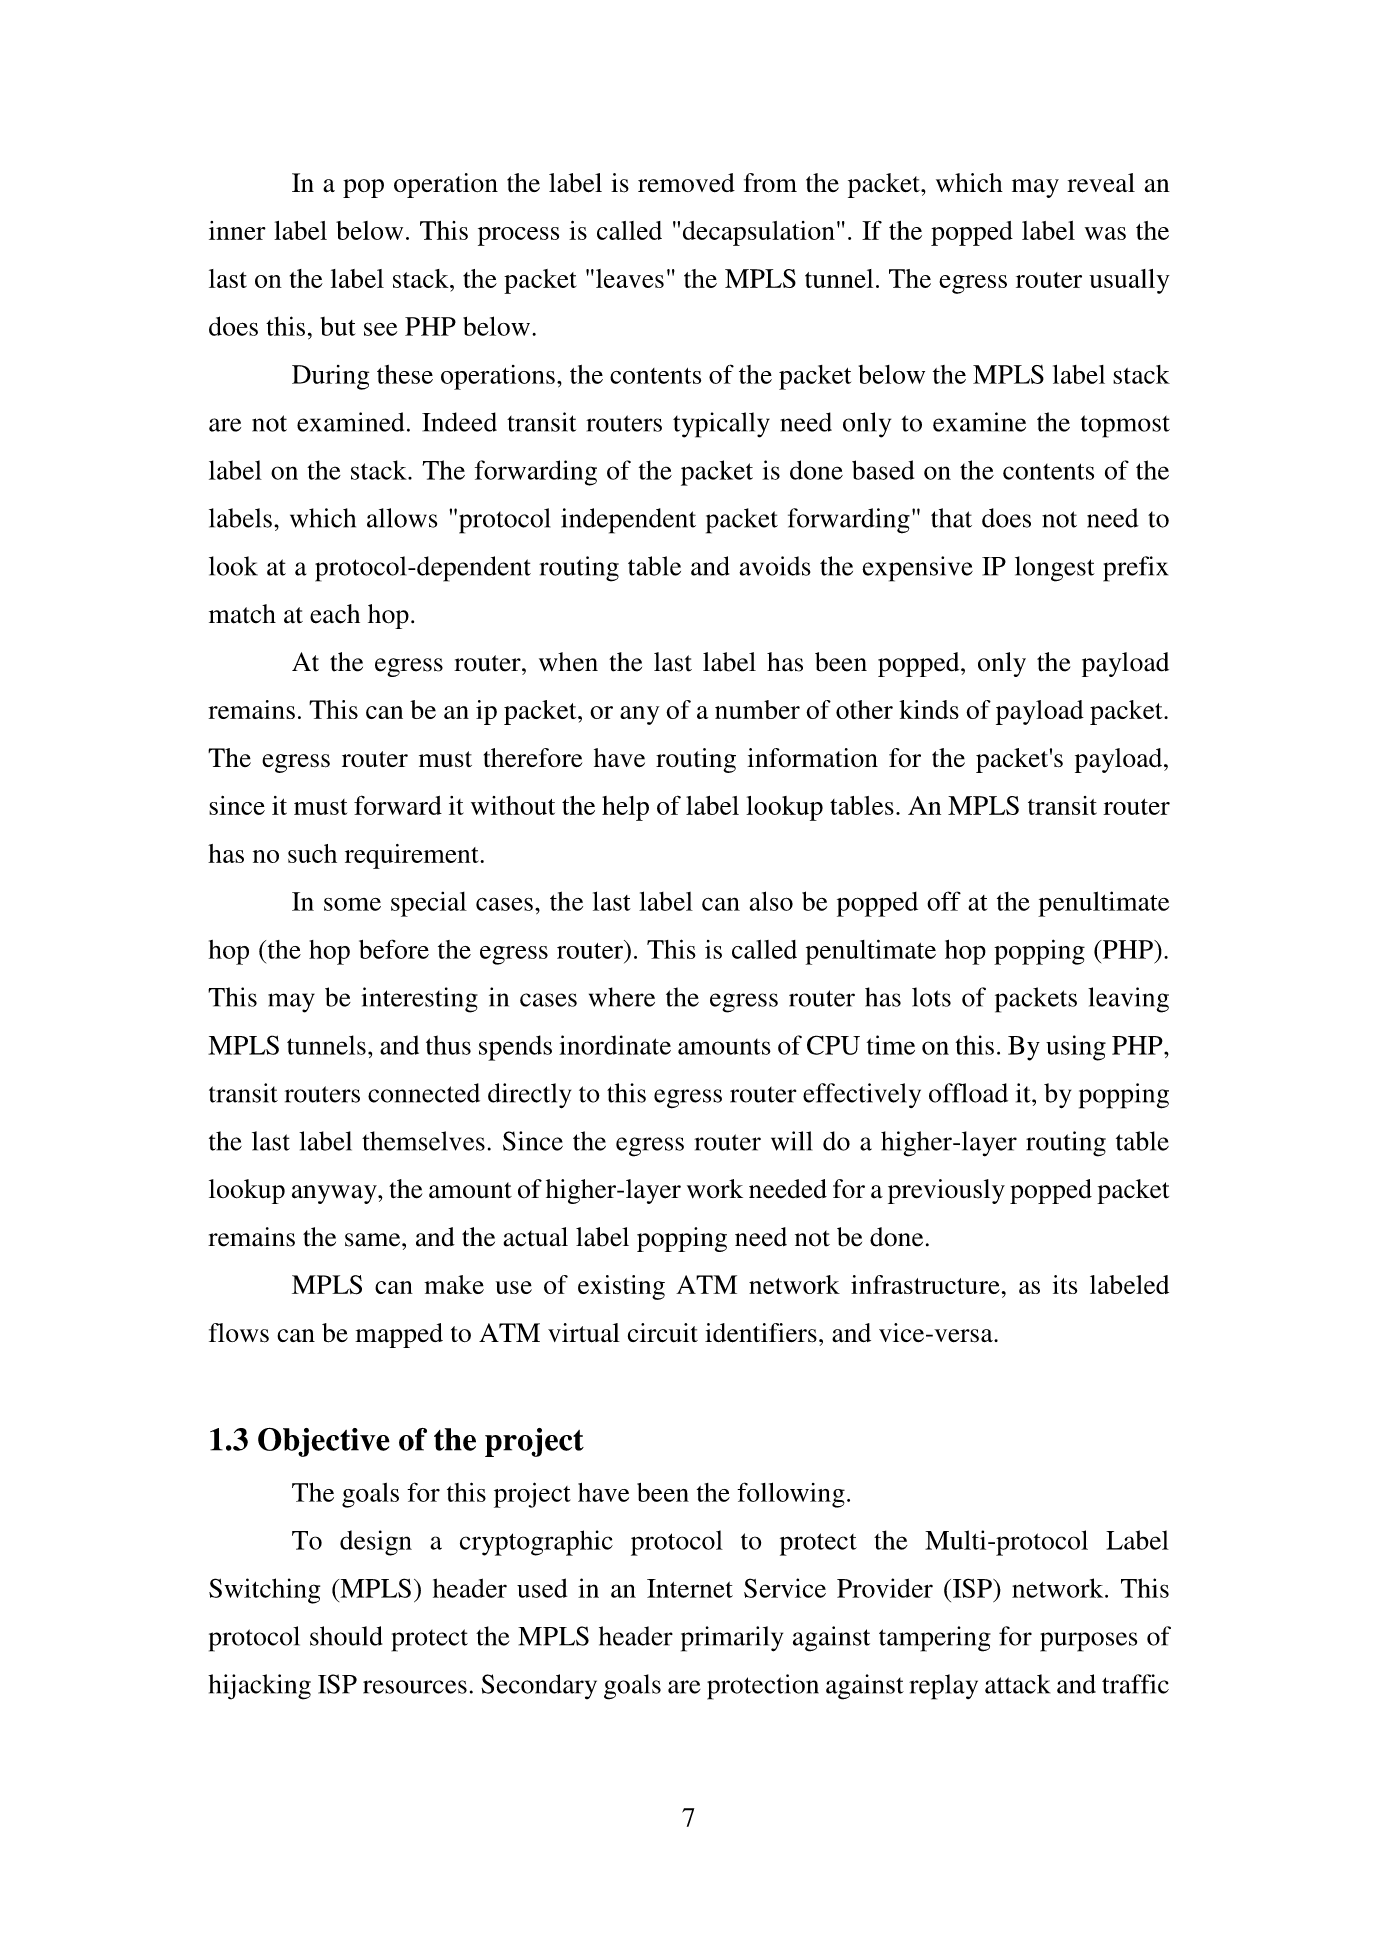 In a pop operation the label is removed from the packet, which may reveal an
inner label below. This process is called "decapsulation". If the popped label was the
last on the label stack, the packet "leaves" the MPLS tunnel. The egress router usually
does this, but see PHP below.
During these operations, the contents of the packet below the MPLS label stack
are not examined. Indeed transit routers typically need only to examine the topmost
label on the stack. The forwarding of the packet is done based on the contents of the
labels, which allows "protocol independent packet forwarding" that does not need to
look at a protocol-dependent routing table and avoids the expensive IP longest prefix
match at each hop.
At the egress router, when the last label has been popped, only the payload
remains. This can be an ip packet, or any of a number of other kinds of payload packet.
The egress router must therefore have routing information for the packet's payload,
since it must forward it without the help of label lookup tables. An MPLS transit router
has no such requirement.
In some special cases, the last label can also be popped off at the penultimate
hop (the hop before the egress router). This is called penultimate hop popping (PHP).
This may be interesting in cases where the egress router has lots of packets leaving
MPLS tunnels, and thus spends inordinate amounts of CPU time on this. By using PHP,
transit routers connected directly to this egress router effectively offload it, by popping
the last label themselves. Since the egress router will do a higher-layer routing table
lookup anyway, the amount of higher-layer work needed for a previously popped packet
remains the same, and the actual label popping need not be done.
MPLS can make use of existing ATM network infrastructure, as its labeled
flows can be mapped to ATM virtual circuit identifiers, and vice-versa.
1.3 Objective of the project
The goals for this project have been the following.
To design a cryptographic protocol to protect the Multi-protocol Label
Switching (MPLS) header used in an Internet Service Provider (ISP) network. This
protocol should protect the MPLS header primarily against tampering for purposes of
hijacking ISP resources. Secondary goals are protection against replay attack and traffic
7